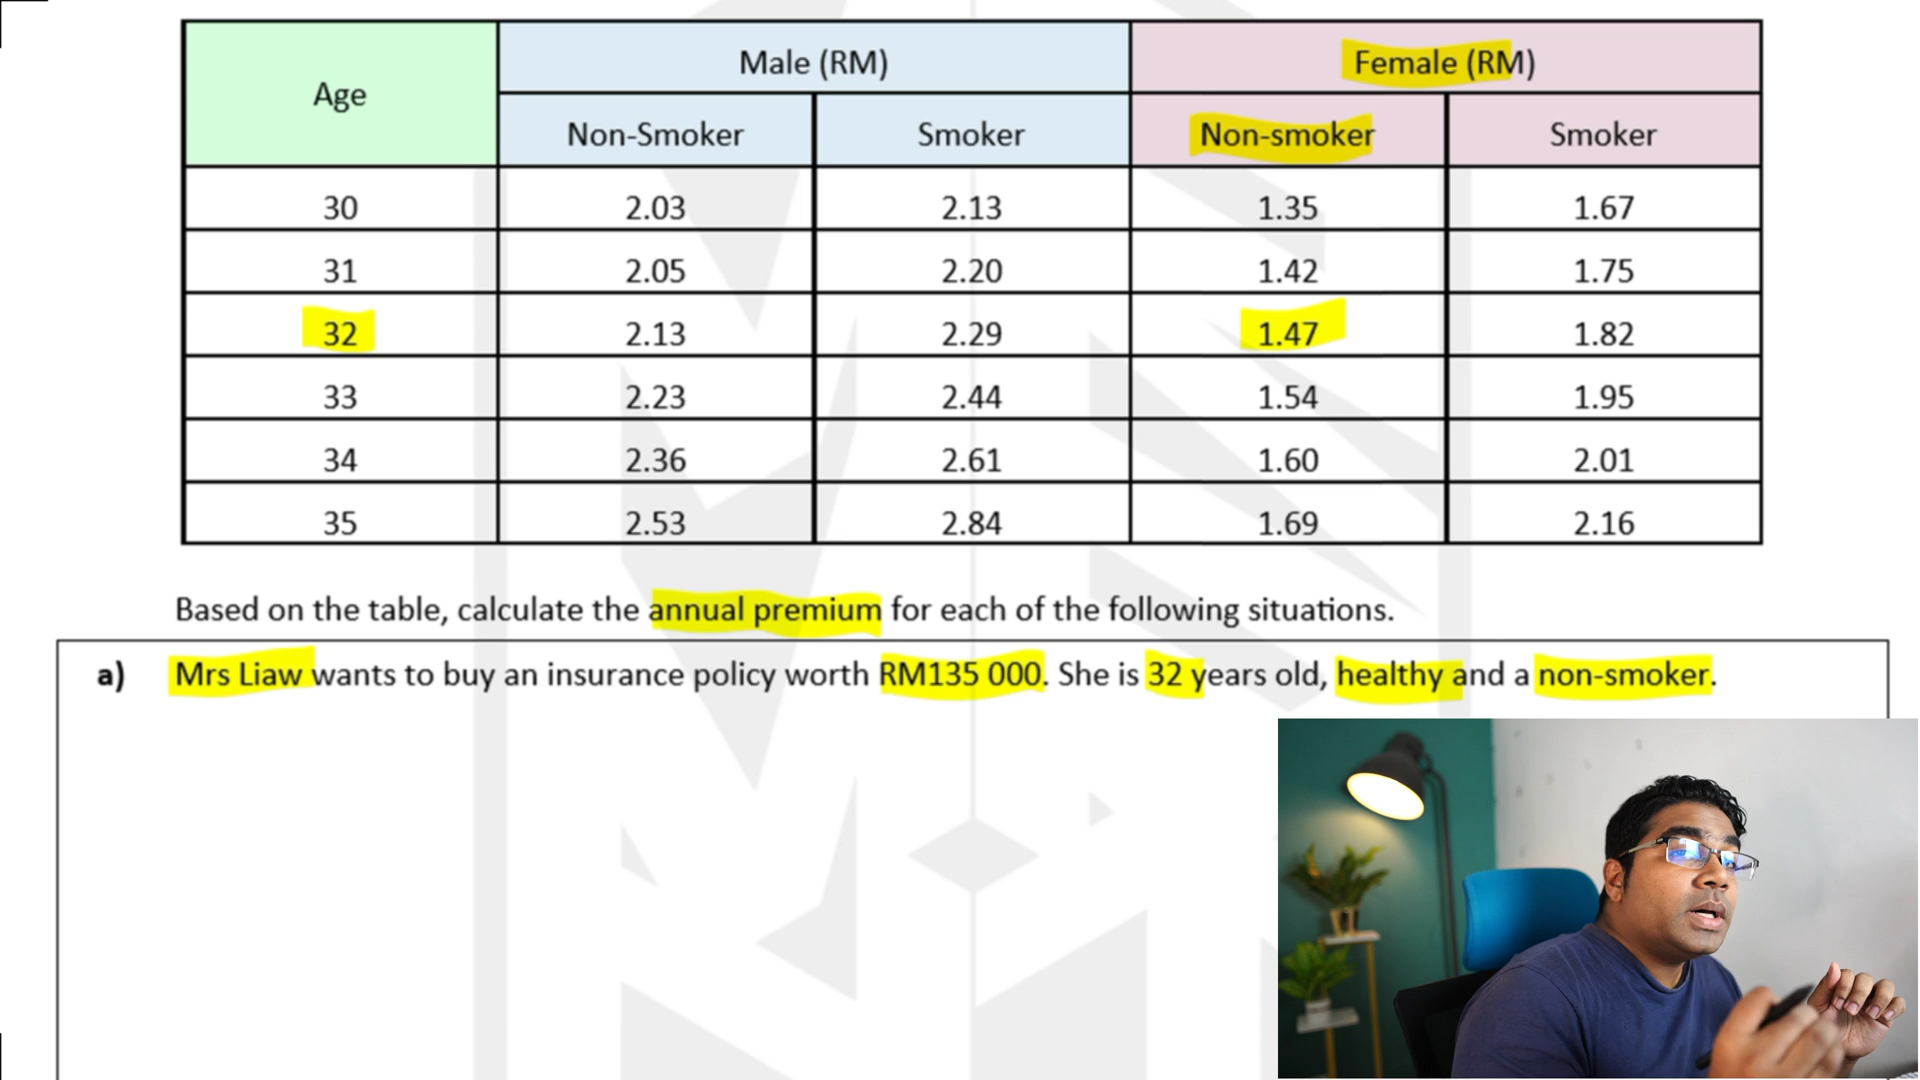 Age Male (RM) Female (RM)
Non-Smoker Smoker Non-smoker Smoker
30 2.03 2.13 1.35 1.67
31 2.05 2.20 1.42 1.75
32 2.13 2.29 1.47 1.82
33 2.23 2.44 1.54 1.95
34 2.36 2.61 1.60 2.01
35 2.53 2.84 1.69 2.16
Based on the table, calculate the annual premium for each of the following situations.
a) Mrs Liaw wants to buy an insurance policy worth RM135 000. She is 32 years old, healthy and a non-smoker.